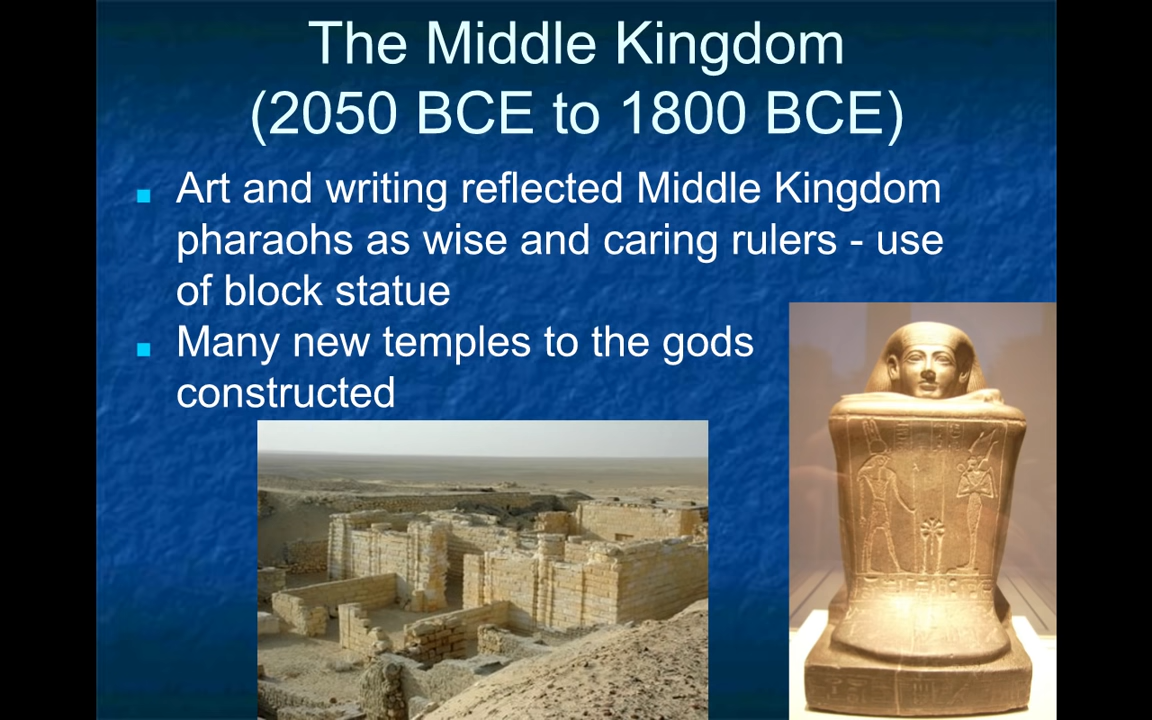 The Middle Kingdom
(2050 BCE to 1800 BCE)
Art and writing reflected Middle Kingdom
pharaohs as wise and caring rulers - use
of block statue
Many new temples to the gods
constructed